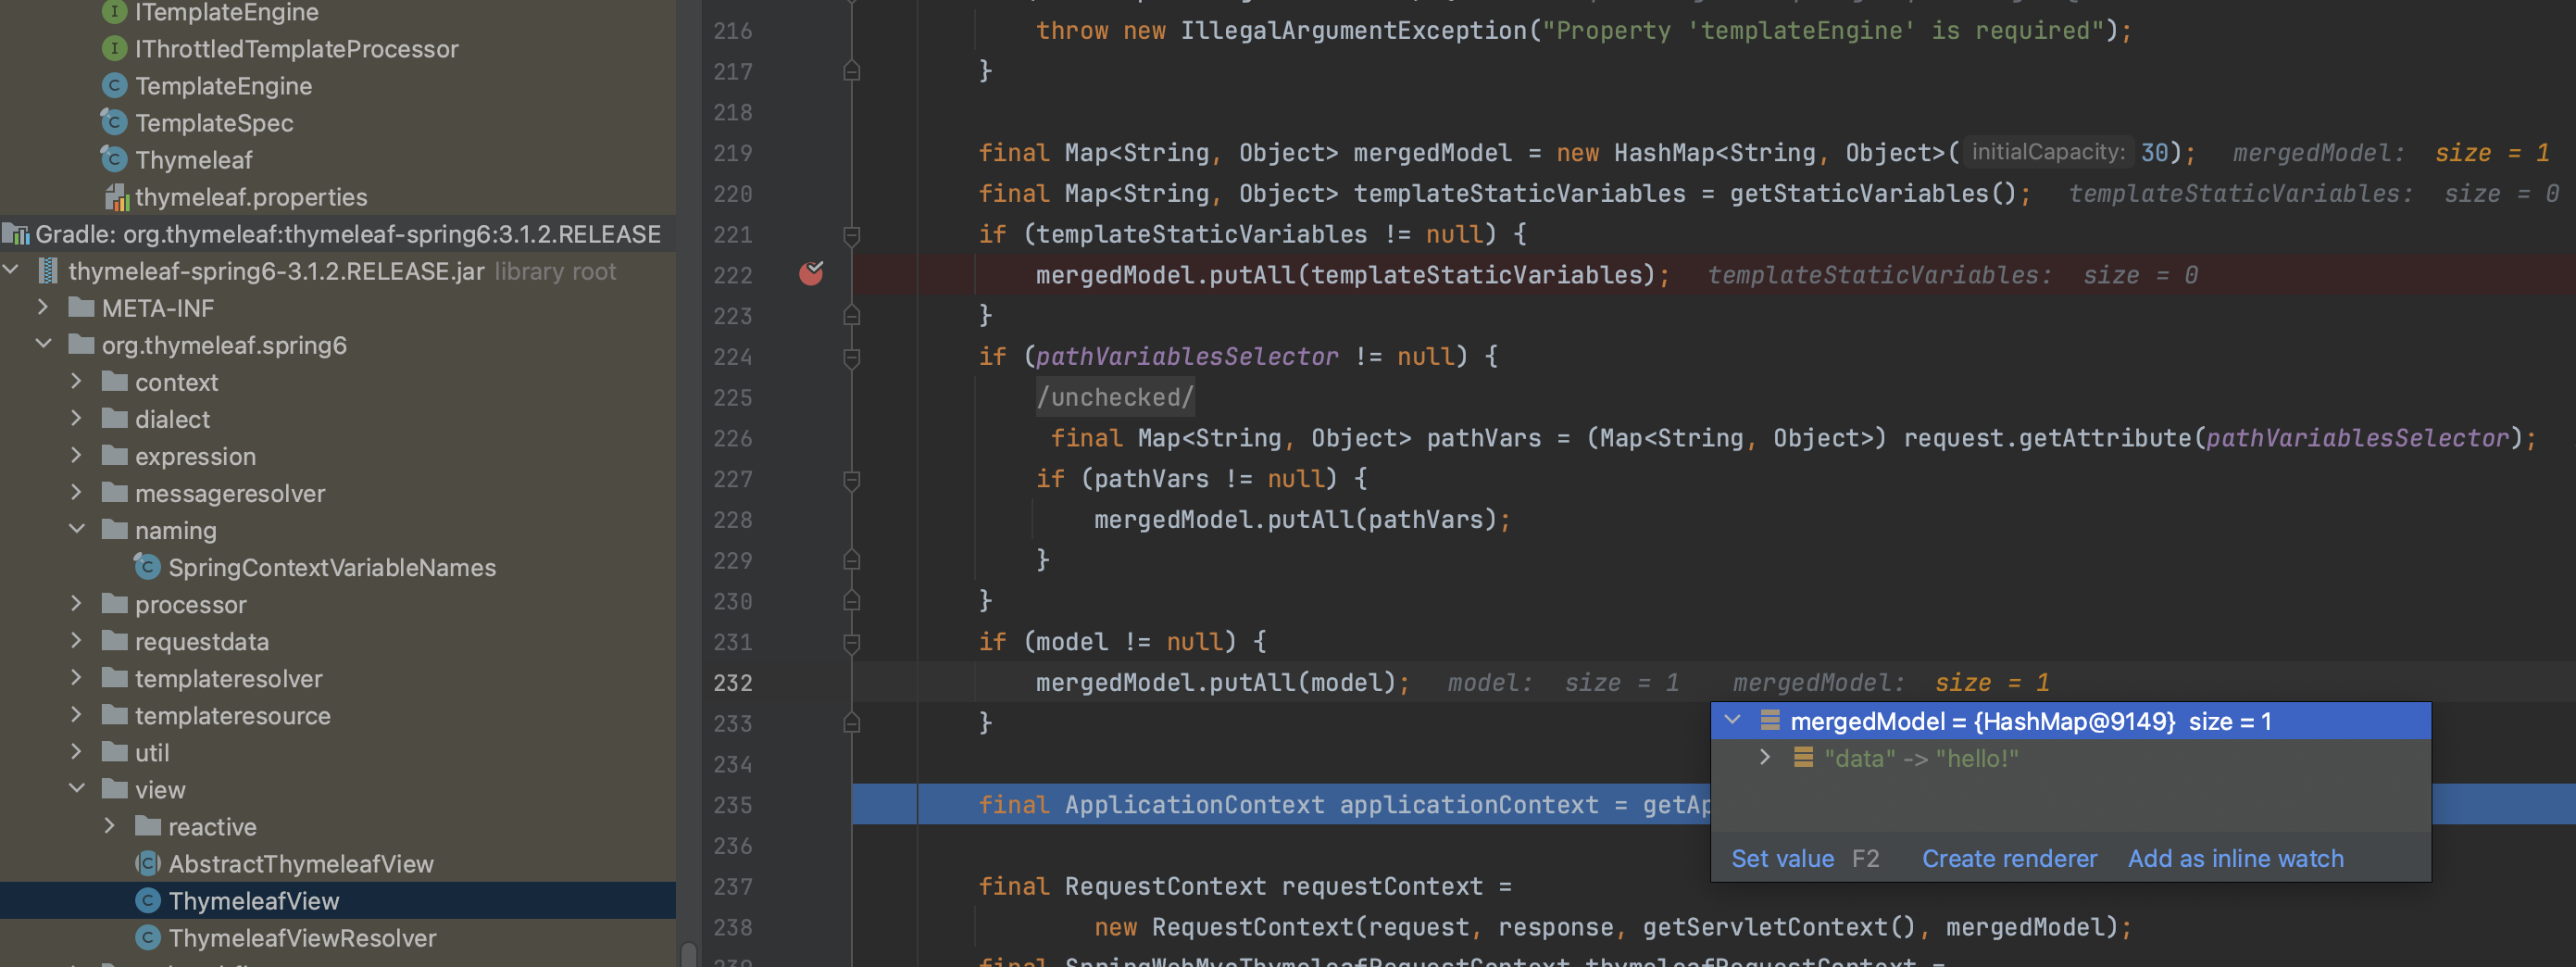 ITemplateEngine
IThrottledTemplateProcessor
TemplateEngine
TemplateSpec
Thymeleaf
thymeleaf.properties
Gradle: org.thymeleaf:thymeleaf-spring6:3.1.2.RELEASE
thymeleaf-spring6-3.1.2.RELEASE.jar library root
META-INF
org.thymeleaf.spring6
context
dialect
expression
messageresolver
naming
SpringContextVariableNames
processor
requestdata
templateresolver
templateresource
util
view
reactive
AbstractThymeleafView
ThymeleafView
ThymeleafViewResolver
216 throw new IllegalArgumentException("Property 'templateEngine' is required");
217 }
218
219 final Map<String, Object> mergedModel = new HashMap<String, Object>( initialCapacity: 30); mergedModel: size = 1
220 final Map<String, Object> templateStaticVariables = getStaticVariables(); templateStaticVariables: size = 0
221 if (templateStaticVariables != null) {
222 mergedModel.putAll(templateStaticVariables); templateStaticVariables: size = 0
223 }
224 if (pathVariablesSelector != null) {
225 /unchecked/
226 final Map<String, Object> pathVars = (Map<String, Object>) request.getAttribute(pathVariablesSelector);
227 if (pathVars != null) {
228 mergedModel.putAll(pathVars);
229 }
230 }
231 if (model != null) {
232 mergedModel.putAll(model); model: size = 1 mergedModel: size = 1
233 }
234
235 final ApplicationContext applicationContext = getAp
236
237 final RequestContext requestContext =
238 new RequestContext(request, response, getServletContext(), mergedModel);
mergedModel = {HashMap@9149} size = 1
"data" -> "hello!"
Set value F2 Create renderer Add as inline watch